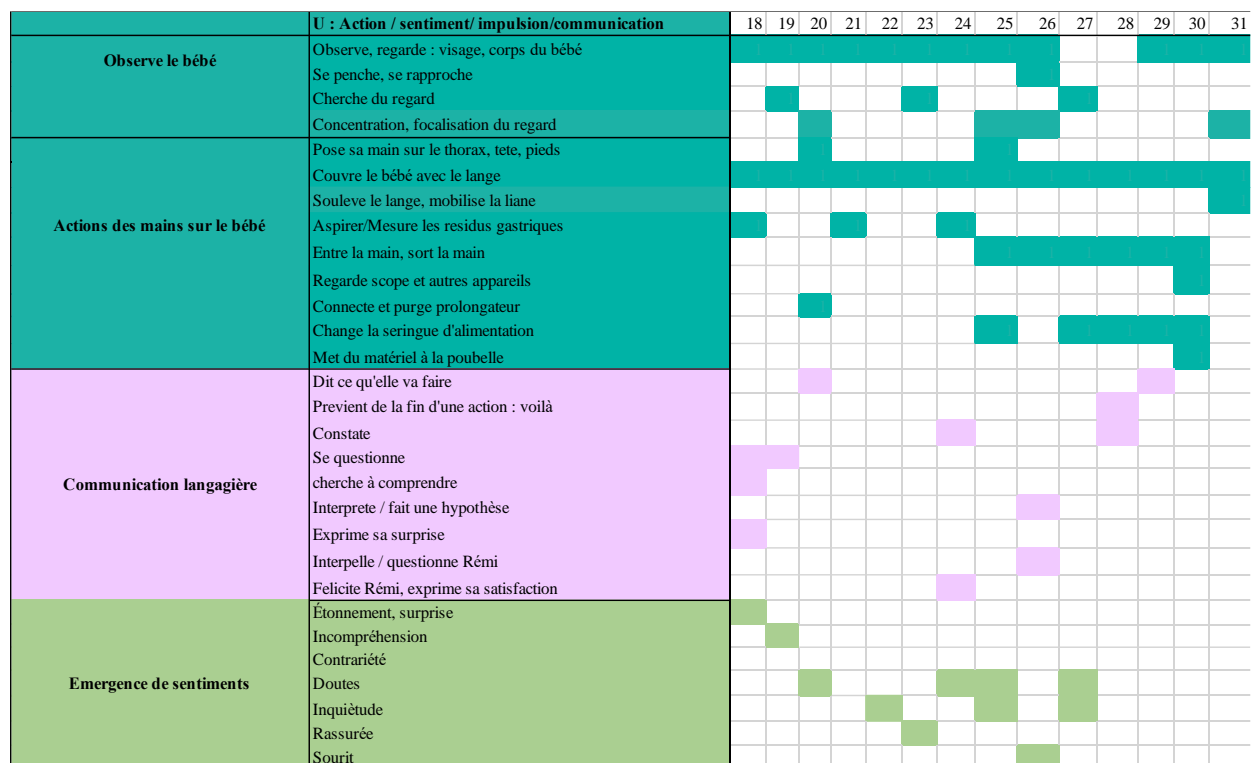 U : Action / sentiment/ impulsion/communication 18 19 20 21 22 23 24 25 26 27 28 29 30 31
Observe le bébé
Observe, regarde : visage, corps du bébé
Se penche, se rapproche
Cherche du regard
Concentration, focalisation du regard
Actions des mains sur le bébé
Pose sa main sur le thorax, tete, pieds
Couvre le bébé avec le lange
Souleve le lange, mobilise la liane
Aspirer/Mesure les residus gastriques
Entre la main, sort la main
Regarde scope et autres appareils
Connecte et purge prolongateur
Change la seringue d'alimentation
Met du matériel à la poubelle
Communication langagière
Dit ce qu'elle va faire
Previent de la fin d'une action : voilà
Constate
Se questionne
cherche à comprendre
Interprete / fait une hypothèse
Exprime sa surprise
Interpelle / questionne Rémi
Felicite Rémi, exprime sa satisfaction
Emergence de sentiments
Étonnement, surprise
Incompréhension
Contrariété
Doutes
Inquiètude
Rassurée
Sourit